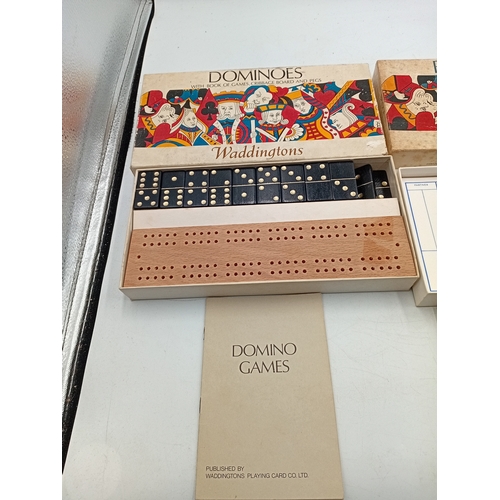 DOMINOES
WITH BOOK OF GAMES, CRIBBAGE BOARD AND PEGS
Waddingtons
DOMINO
GAMES
PUBLISHED BY
WADDINGTONS PLAYING CARD CO. LTD.